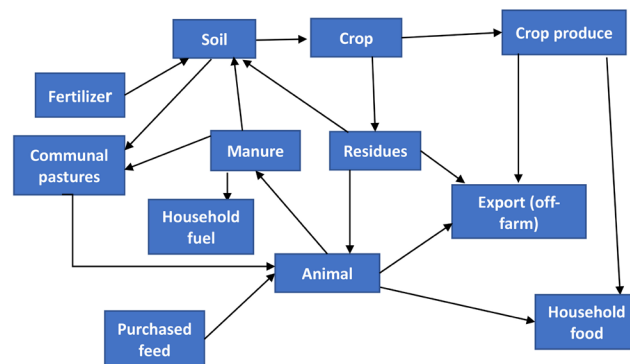 Soil
Crop
Crop produce
Fertilizer
Communal
pastures
Manure
Residues
Household
fuel
Export (off-
farm)
Animal
Purchased
feed
Household
food